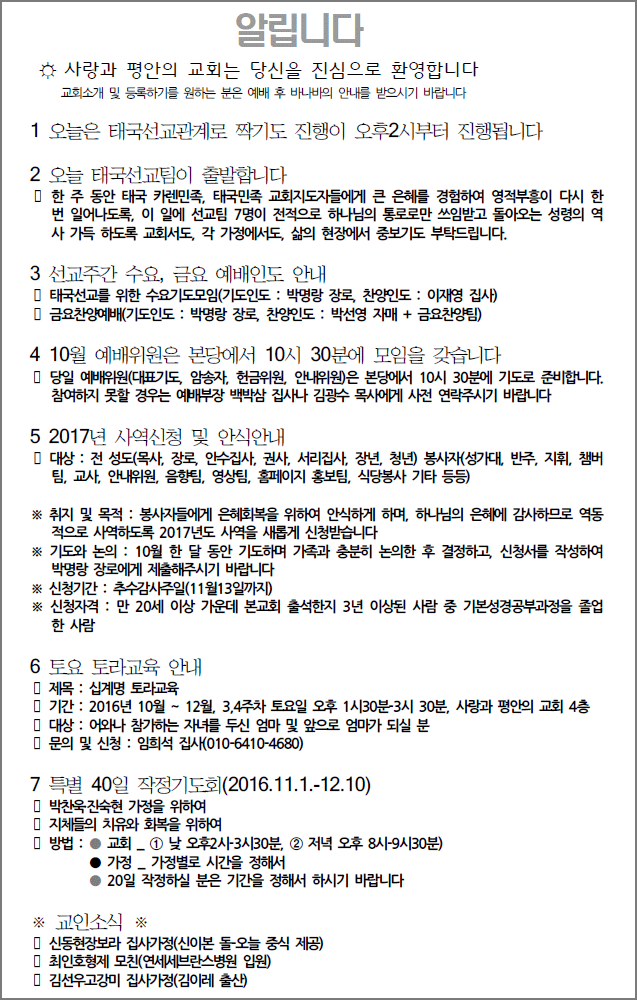 알립니다
☼ 사랑과 평안의 교회는 당신을 진심으로 환영합니다
교회소개 및 등록하기를 원하는 분은 예배 후 바나바의 안내를 받으시기 바랍니다
1 오늘은 태국선교관계로 짝기도 진행이 오후2시부터 진행됩니다
2 오늘 태국선교팀이 출발합니다
▯ 한 주 동안 태국 카렌민족, 태국민족 교회지도자들에게 큰 은혜를 경험하여 영적부흥이 다시 한
번 일어나도록, 이 일에 선교팀 7명이 전적으로 하나님의 통로로만 쓰임받고 돌아오는 성령의 역
사 가득 하도록 교회서도, 각 가정에서도, 삶의 현장에서 중보기도 부탁드립니다.
3 선교주간 수요, 금요 예배인도 안내
▯ 태국선교를 위한 수요기도모임(기도인도 : 박명랑 장로, 찬양인도 : 이재영 집사)
▯ 금요찬양예배(기도인도 : 박명랑 장로, 찬양인도 : 박선영 자매 + 금요찬양팀)
4 10월 예배위원은 본당에서 10시 30분에 모임을 갖습니다
▯ 당일 예배위원(대표기도, 암송자, 헌금위원, 안내위원)은 본당에서 10시 30분에 기도로 준비합니다.
참여하지 못할 경우는 예배부장 백박삼 집사나 김광수 목사에게 사전 연락주시기 바랍니다
5 2017년 사역신청 및 안식안내
▯ 대상 : 전 성도(목사, 장로, 안수집사, 권사, 서리집사, 장년, 청년) 봉사자(성가대, 반주, 지휘, 챔버
팀, 교사, 안내위원, 음향팀, 영상팀, 홈페이지 홍보팀, 식당봉사 기타 등등)
※ 취지 및 목적 : 봉사자들에게 은혜회복을 위하여 안식하게 하며, 하나님의 은혜에 감사하므로 역동
적으로 사역하도록 2017년도 사역을 새롭게 신청받습니다
※ 기도와 논의 : 10월 한 달 동안 기도하며 가족과 충분히 논의한 후 결정하고, 신청서를 작성하여
박명랑 장로에게 제출해주시기 바랍니다
※ 신청기간 : 추수감사주일(11월13일까지)
※ 신청자격 : 만 20세 이상 가운데 본교회 출석한지 3년 이상된 사람 중 기본성경공부과정을 졸업
한 사람
6 토요 토라교육 안내
▯ 제목 : 십계명 토라교육
▯ 기간 : 2016년 10월 ~ 12월, 3,4주차 토요일 오후 1시30분-3시 30분, 사랑과 평안의 교회 4층
▯ 대상 : 어와나 참가하는 자녀를 두신 엄마 및 앞으로 엄마가 되실 분
▯ 문의 및 신청 : 임희석 집사(010-6410-4680)
7 특별 40일 작정기도회(2016.11.1.-12.10)
▯ 박찬욱진숙현 가정을 위하여
▯ 지체들의 치유와 회복을 위하여
▯ 방법 : ● 교회 _ ① 낮 오후2시-3시30분, ② 저녁 오후 8시-9시30분)
● 가정 _ 가정별로 시간을 정해서
● 20일 작정하실 분은 기간을 정해서 하시기 바랍니다
※ 교인소식 ※
▯ 신동현장보라 집사가정(신이본 돌-오늘 중식 제공)
▯ 최인호형제 모친(연세세브란스병원 입원)
▯ 김선우고강미 집사가정(김이레 출산)